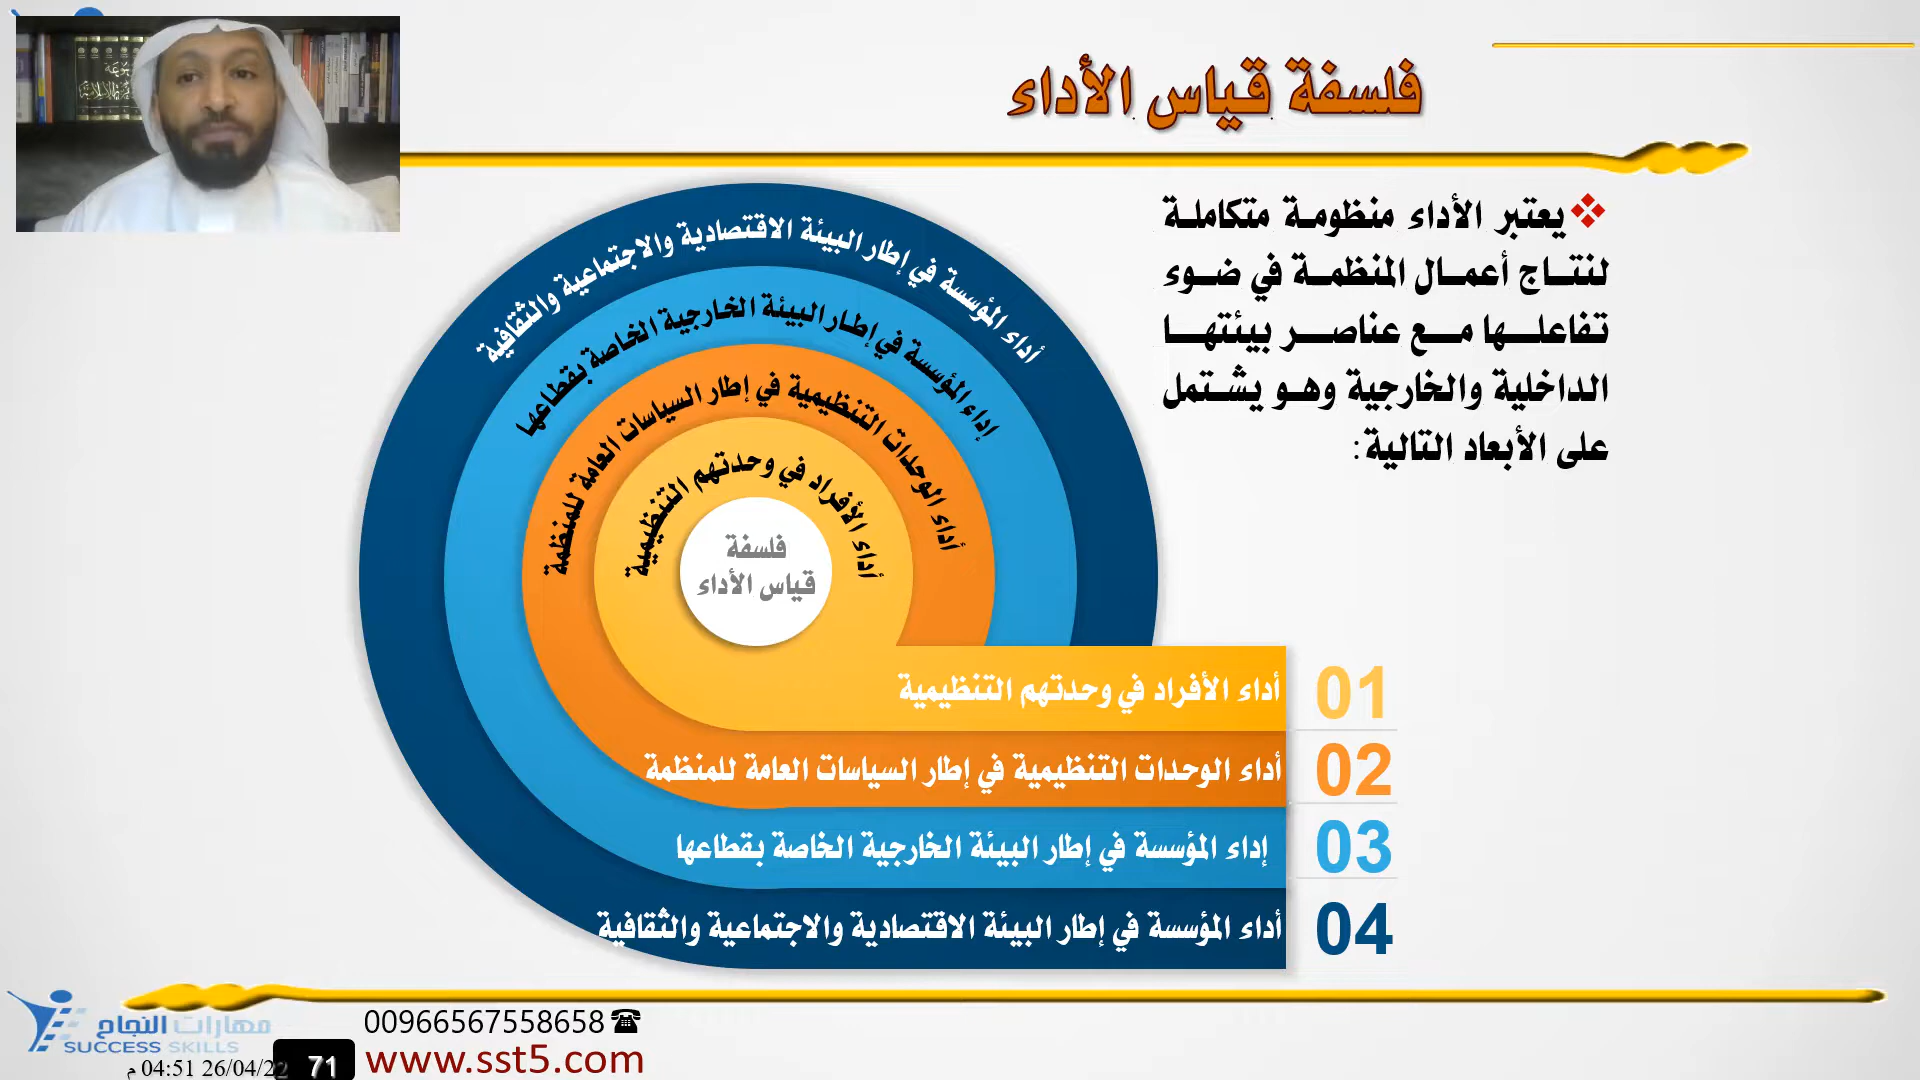 فلسفة قياس الأداء
يعتبر الأداء منظومة متكاملة
لنتاج أعمال المنظمة في ضوء
تفاعلها مع عناصر بيئتها
الداخلية والخارجية وهو يشتمل
على الأبعاد التالية:
أداء المؤسسة في إطار البيئة الاقتصادية والاجتماعية والثقافية
إداء المؤسسة في إطار البيئة الخارجية الخاصة بقطاعها
أداء الوحدات التنظيمية في إطار السياسات العامة للمنظمة
أداء الأفراد في وحدتهم التنظيمية
فلسفة
قياس الأداء
01 أداء الأفراد في وحدتهم التنظيمية
02 أداء الوحدات التنظيمية في إطار السياسات العامة للمنظمة
03 إداء المؤسسة في إطار البيئة الخارجية الخاصة بقطاعها
04 أداء المؤسسة في إطار البيئة الاقتصادية والاجتماعية والثقافية
مهارات النجاح
SUCCESS SKILLS
00966567558658
www.sst5.com
71
04:51 26/04/22 م